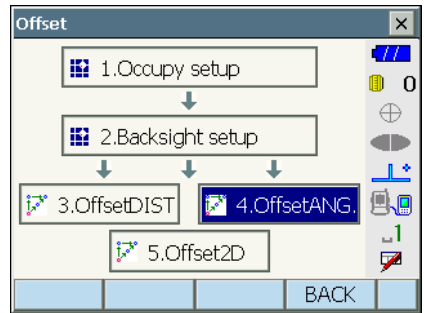 Offset
1.Occupy setup
0
2.Backsight setup
3.OffsetDIST
4.OffsetANG.
1
5.Offset2D
BACK